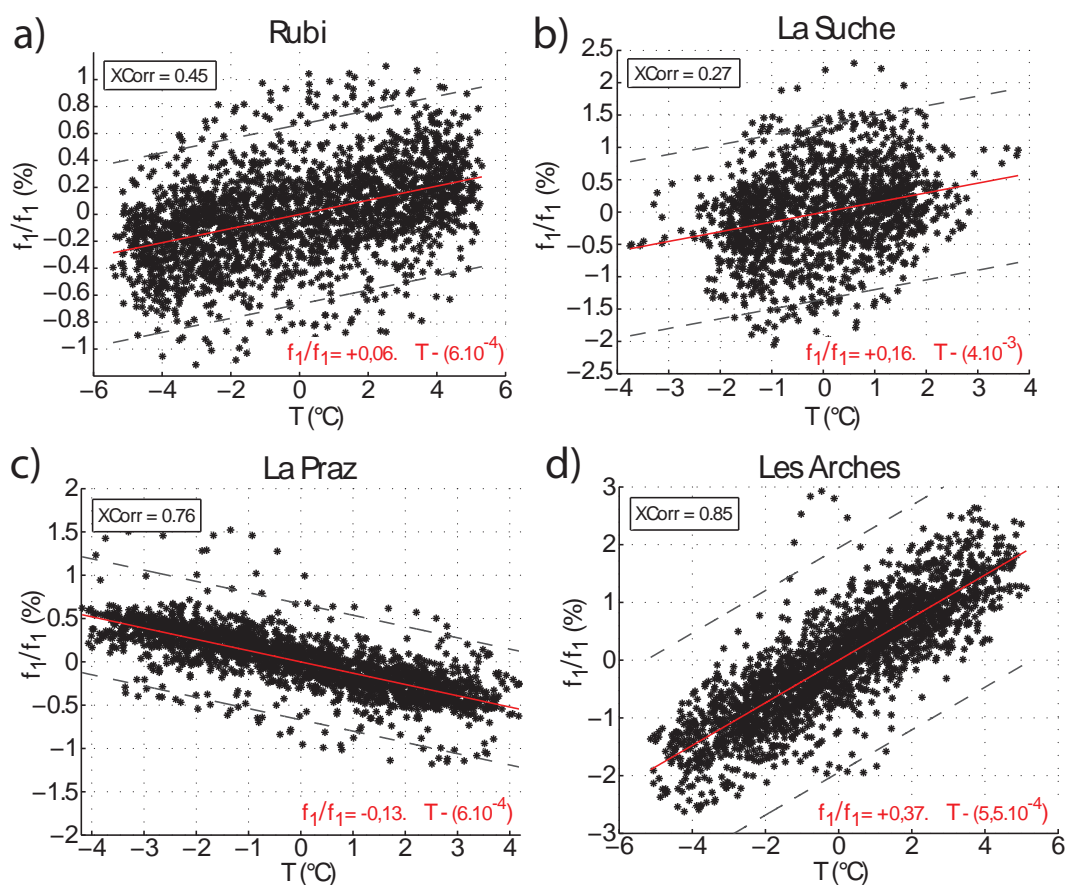 a) Rubi
XCorr = 0.45
1
0.8
0.6
0.4
0.2
0
−0.2
−0.4
−0.6
−0.8
−1
f₁/f₁ (%)
f₁/f₁= +0,06. T - (6.10⁻⁴)
−6 −4 −2 0 2 4 6
T (°C)
b) La Suche
XCorr = 0.27
2.5
2
1.5
1
0.5
0
−0.5
−1
−1.5
−2
−2.5
f₁/f₁ (%)
f₁/f₁= +0,16. T - (4.10⁻³)
−4 −3 −2 −1 0 1 2 3 4
T (°C)
c) La Praz
XCorr = 0.76
2
1.5
1
0.5
0
−0.5
−1
−1.5
−2
f₁/f₁ (%)
f₁/f₁= -0,13. T - (6.10⁻⁴)
−4 −3 −2 −1 0 1 2 3 4
T (°C)
d) Les Arches
XCorr = 0.85
3
2
1
0
−1
−2
−3
f₁/f₁ (%)
f₁/f₁= +0,37. T - (5,5.10⁻⁴)
−6 −4 −2 0 2 4 6
T (°C)